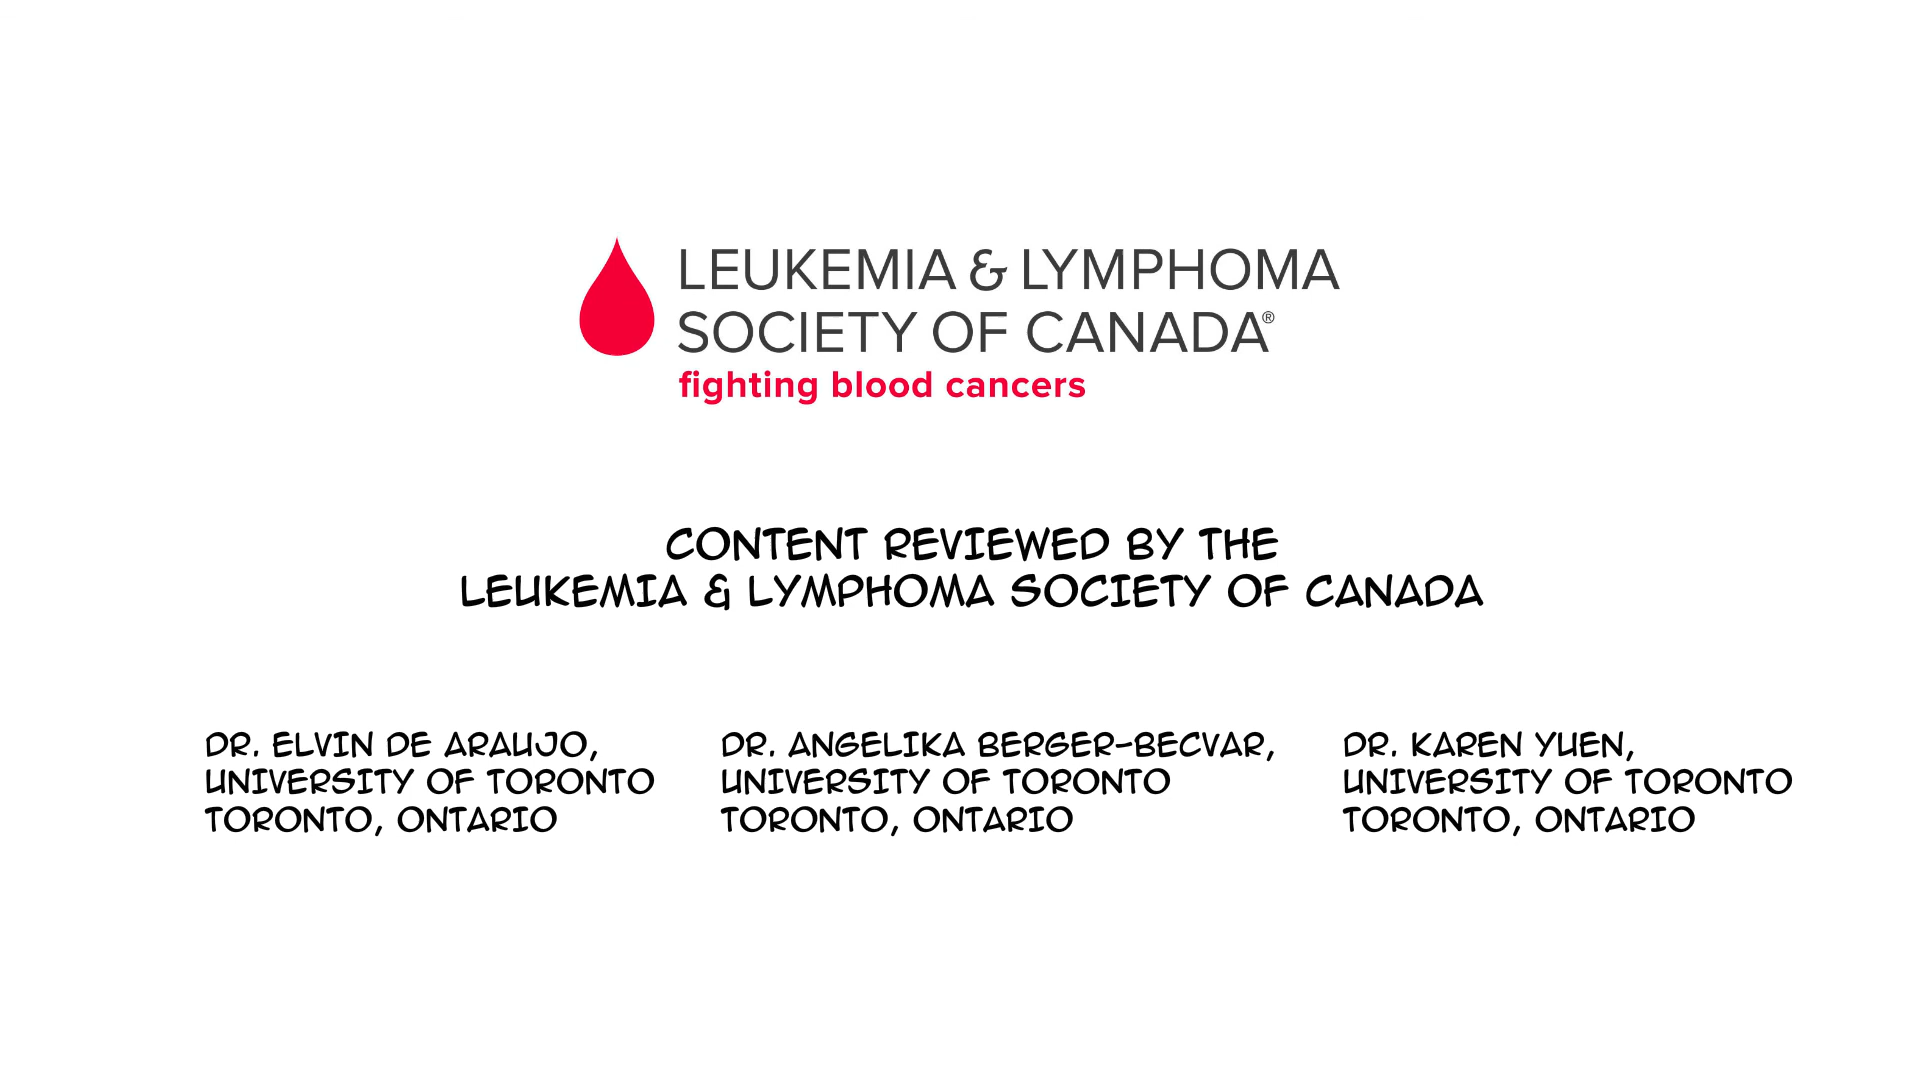 LEUKEMIA & LYMPHOMA
SOCIETY OF CANADA®
fighting blood cancers
CONTENT REVIEWED BY THE
LEUKEMIA & LYMPHOMA SOCIETY OF CANADA
DR. ELVIN DE ARAUJO,
UNIVERSITY OF TORONTO
TORONTO, ONTARIO
DR. ANGELIKA BERGER-BECVAR,
UNIVERSITY OF TORONTO
TORONTO, ONTARIO
DR. KAREN YUEN,
UNIVERSITY OF TORONTO
TORONTO, ONTARIO